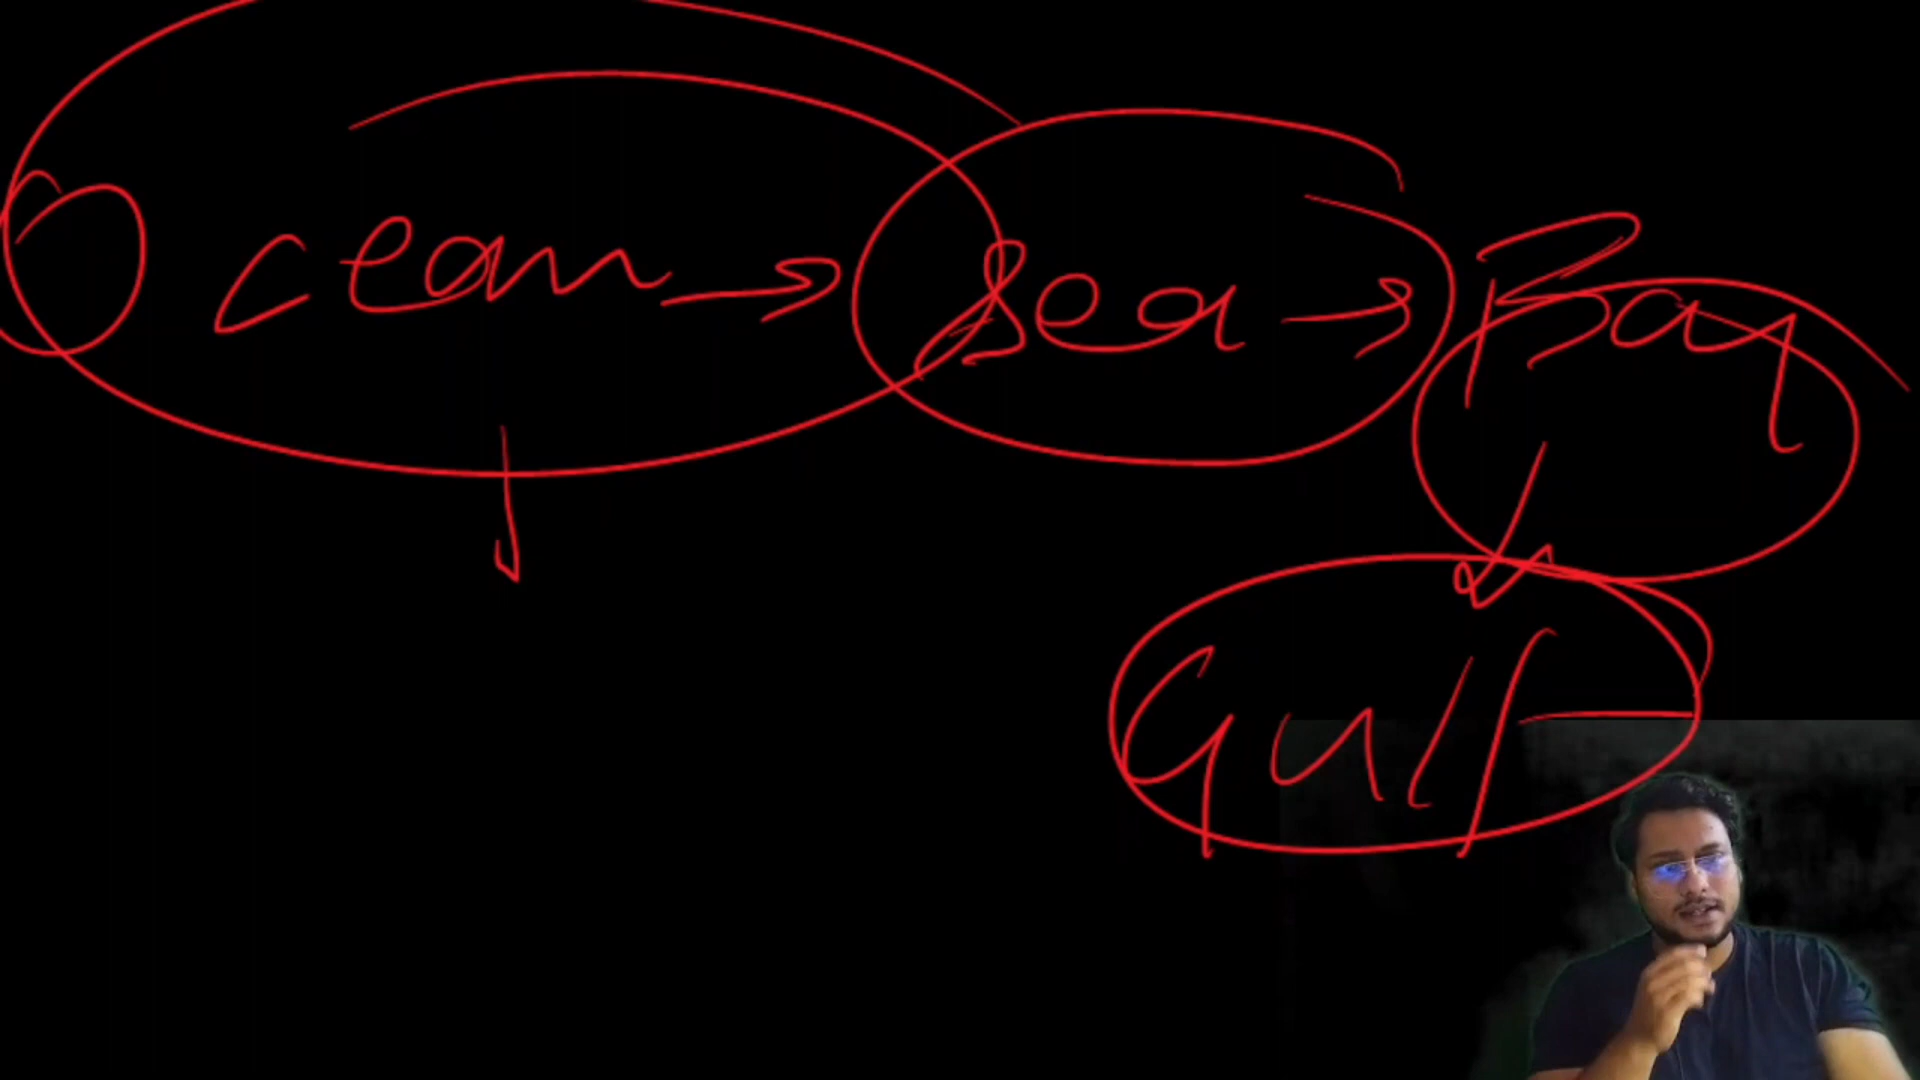 Ocean → Sea → Bay
Gulf